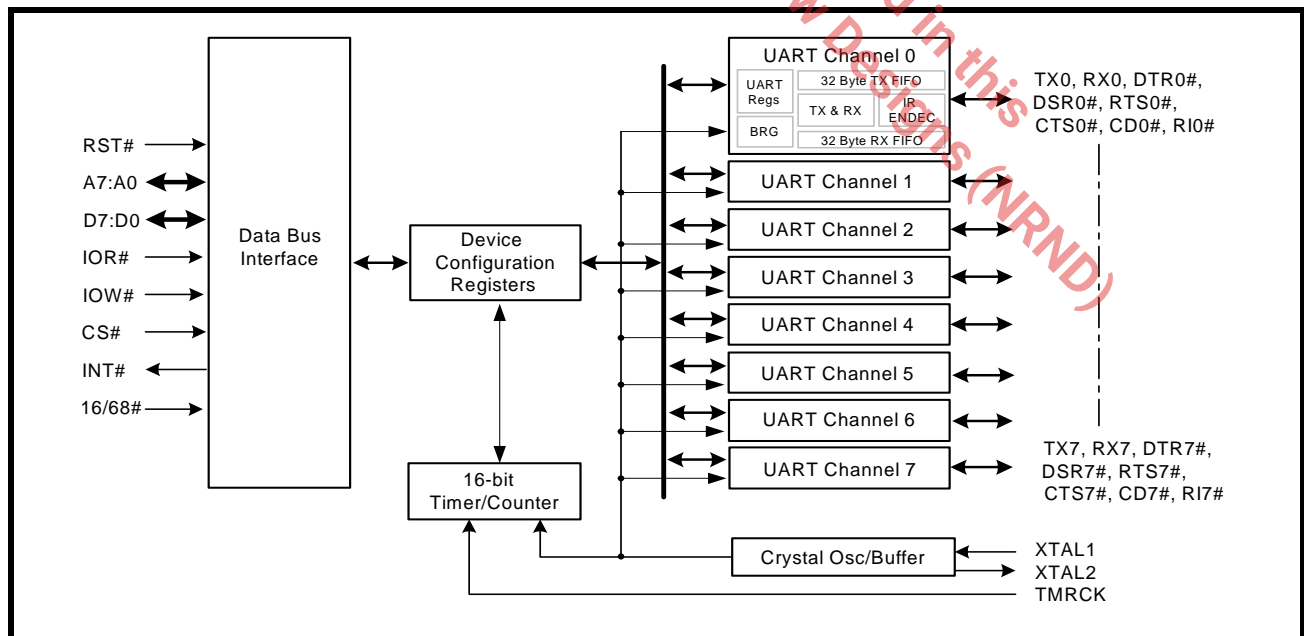 UART Channel 0
UART
Regs
32 Byte TX FIFO
TX & RX
IR
ENDEC
BRG
32 Byte RX FIFO
TX0, RX0, DTR0#,
DSR0#, RTS0#,
CTS0#, CD0#, RI0#
RST#
A7:A0
D7:D0
IOR#
IOW#
CS#
INT#
16/68#
Data Bus
Interface
Device
Configuration
Registers
16-bit
Timer/Counter
UART Channel 1
UART Channel 2
UART Channel 3
UART Channel 4
UART Channel 5
UART Channel 6
UART Channel 7
TX7, RX7, DTR7#,
DSR7#, RTS7#,
CTS7#, CD7#, RI7#
Crystal Osc/Buffer
XTAL1
XTAL2
TMRCK
in this
Designs (NRND)